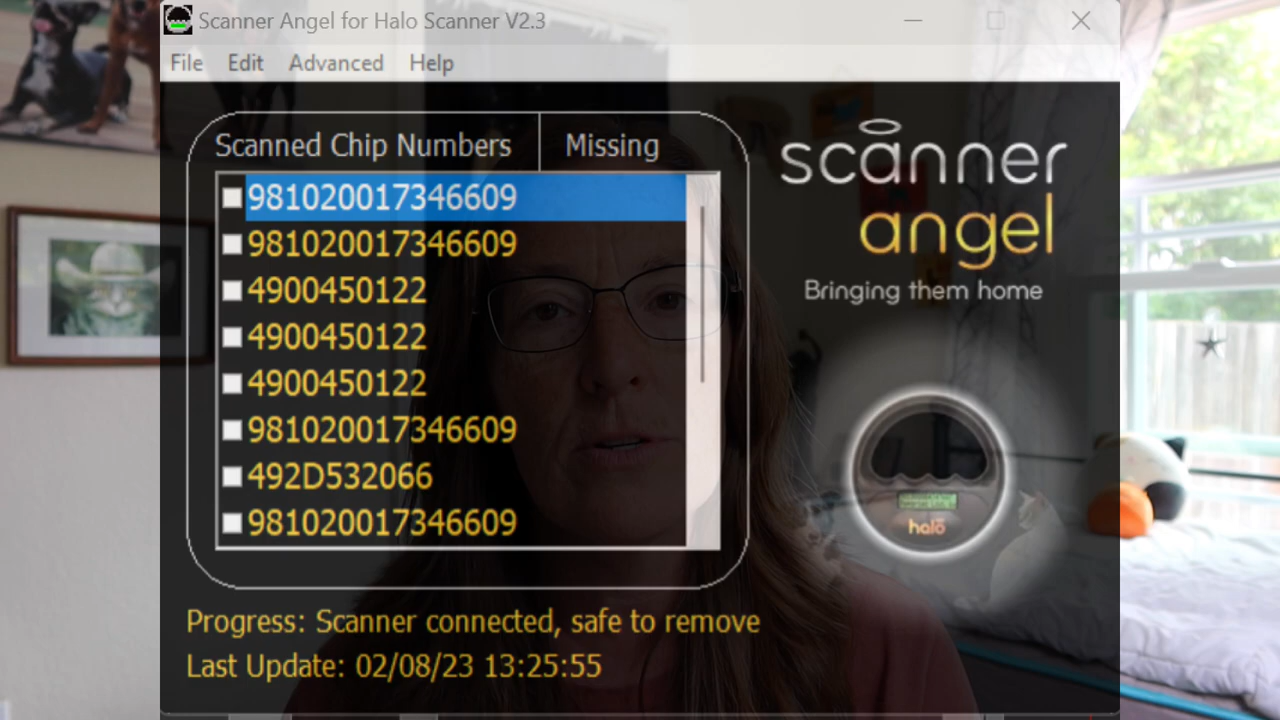 Scanner Angel for Halo Scanner V2.3
File Edit Advanced Help
Scanned Chip Numbers Missing
981020017346609
981020017346609
4900450122
4900450122
4900450122
981020017346609
492D532066
981020017346609
scanner
angel
Bringing them home
halo
Progress: Scanner connected, safe to remove
Last Update: 02/08/23 13:25:55